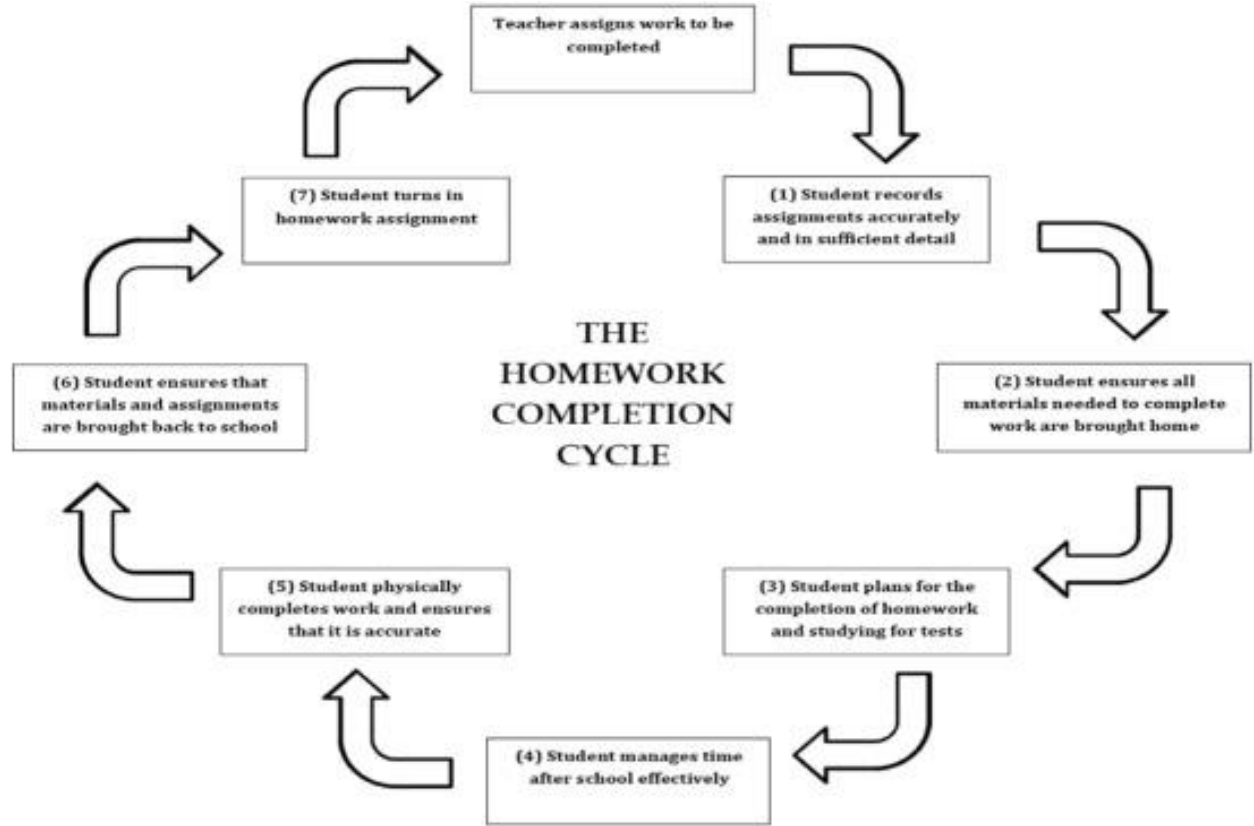 Teacher assigns work to be
completed
(1) Student records
assignments accurately
and in sufficient detail
(2) Student ensures all
materials needed to complete
work are brought home
(3) Student plans for the
completion of homework
and studying for tests
(4) Student manages time
after school effectively
(5) Student physically
completes work and ensures
that it is accurate
(6) Student ensures that
materials and assignments
are brought back to school
(7) Student turns in
homework assignment
THE
HOMEWORK
COMPLETION
CYCLE